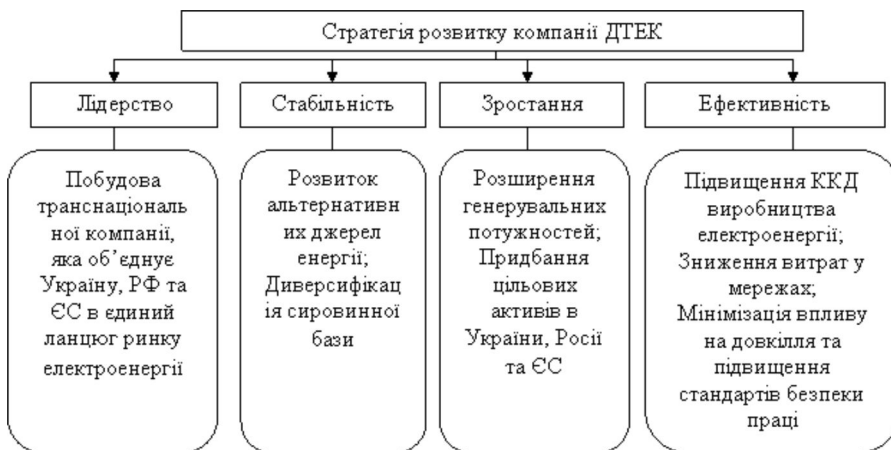 Стратегія розвитку компанії ДТЕК
Лідерство
Стабільність
Зростання
Ефективність
Побудова
транснаціональ
ної компанії,
яка об’єднує
Україну, РФ та
ЄС в єдиний
ланцюг ринку
електроенергії
Розвиток
альтернативн
их джерел
енергії;
Диверсифікац
ія сировинної
бази
Розширення
генерувальних
потужностей;
Придбання
цільових
активів в
України, Росії
та ЄС
Підвищення ККД
виробництва
електроенергії;
Зниження витрат у
мережах;
Мінімізація впливу
на довкілля та
підвищення
стандартів безпеки
праці